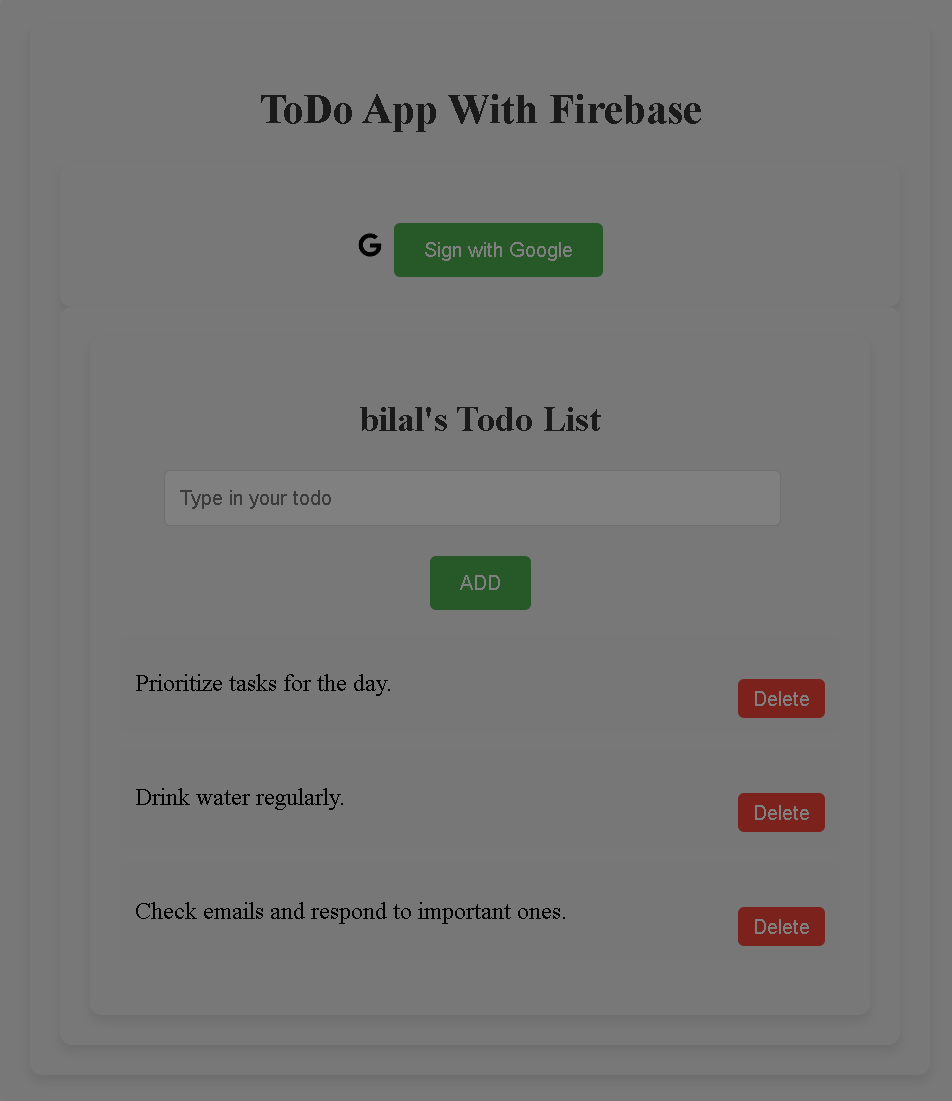 ToDo App With Firebase
Sign with Google
bilal's Todo List
Type in your todo
ADD
Prioritize tasks for the day.
Delete
Drink water regularly.
Delete
Check emails and respond to important ones.
Delete